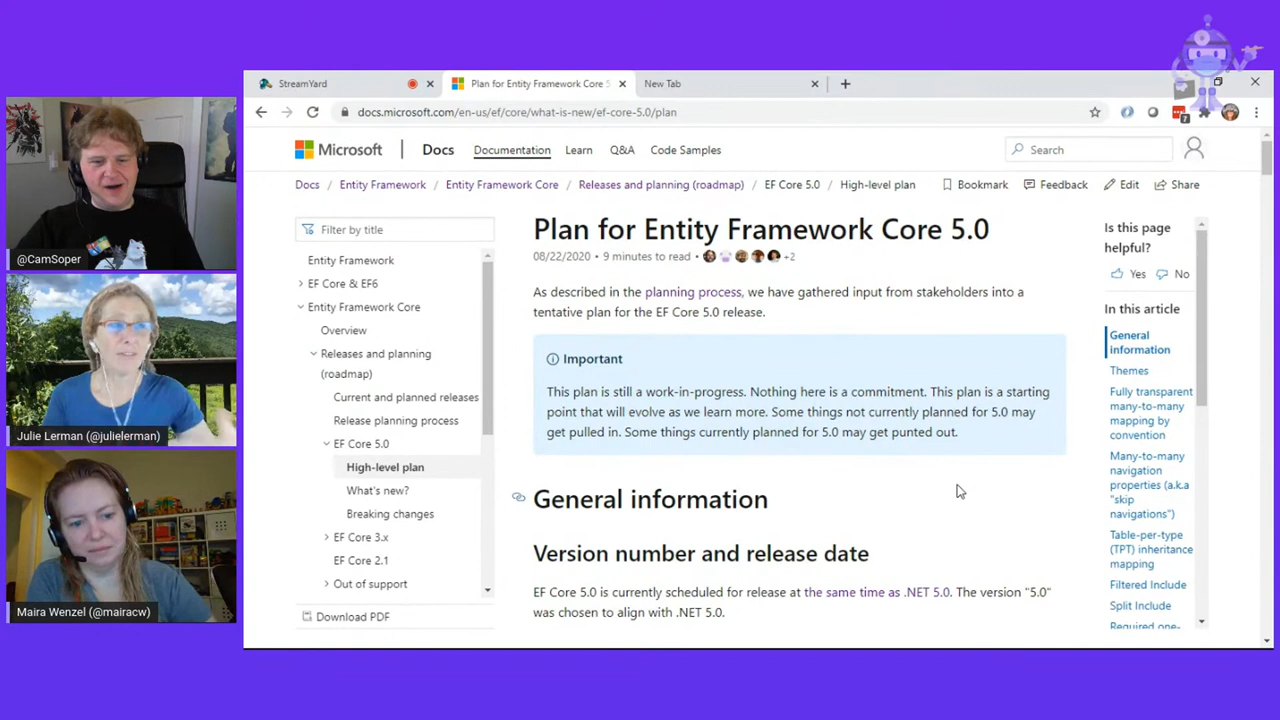 StreamYard
Plan for Entity Framework Core 5
New Tab
docs.microsoft.com/en-us/ef/core/what-is-new/ef-core-5.0/plan
7
Microsoft
Docs
Documentation
Learn
Q&A
Code Samples
Search
Docs / Entity Framework / Entity Framework Core / Releases and planning (roadmap) / EF Core 5.0 / High-level plan
Bookmark
Feedback
Edit
Share
Filter by title
Entity Framework
EF Core & EF6
Entity Framework Core
Overview
Releases and planning
(roadmap)
Current and planned releases
Release planning process
EF Core 5.0
High-level plan
What's new?
Breaking changes
EF Core 3.x
EF Core 2.1
Out of support
Download PDF
Plan for Entity Framework Core 5.0
08/22/2020 • 9 minutes to read •
+2
As described in the planning process, we have gathered input from stakeholders into a
tentative plan for the EF Core 5.0 release.
Important
This plan is still a work-in-progress. Nothing here is a commitment. This plan is a starting
point that will evolve as we learn more. Some things not currently planned for 5.0 may
get pulled in. Some things currently planned for 5.0 may get punted out.
General information
Version number and release date
EF Core 5.0 is currently scheduled for release at the same time as .NET 5.0. The version "5.0"
was chosen to align with .NET 5.0.
Is this page
helpful?
Yes
No
In this article
General
information
Themes
Fully transparent
many-to-many
mapping by
convention
Many-to-many
navigation
properties (a.k.a
"skip
navigations")
Table-per-type
(TPT) inheritance
mapping
Filtered Include
Split Include
Required one-
@CamSoper
Julie Lerman (@julielerman)
Maira Wenzel (@mairacw)